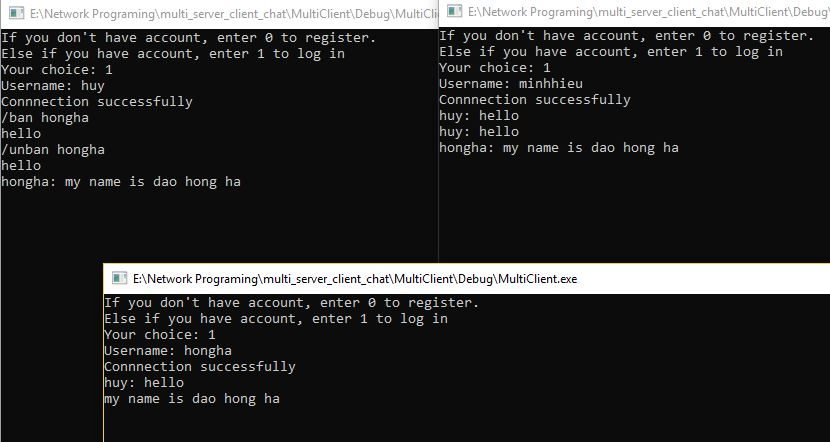 E:\Network Programing\multi_server_client_chat\MultiClient\Debug\MultiCli
If you don't have account, enter 0 to register.
Else if you have account, enter 1 to log in
Your choice: 1
Username: huy
Connnection successfully
/ban hongha
hello
/unban hongha
hello
hongha: my name is dao hong ha
E:\Network Programing\multi_server_client_chat\MultiClient\Debug\
If you don't have account, enter 0 to register.
Else if you have account, enter 1 to log in
Your choice: 1
Username: minhhieu
Connnection successfully
huy: hello
huy: hello
hongha: my name is dao hong ha
E:\Network Programing\multi_server_client_chat\MultiClient\Debug\MultiClient.exe
If you don't have account, enter 0 to register.
Else if you have account, enter 1 to log in
Your choice: 1
Username: hongha
Connnection successfully
huy: hello
my name is dao hong ha